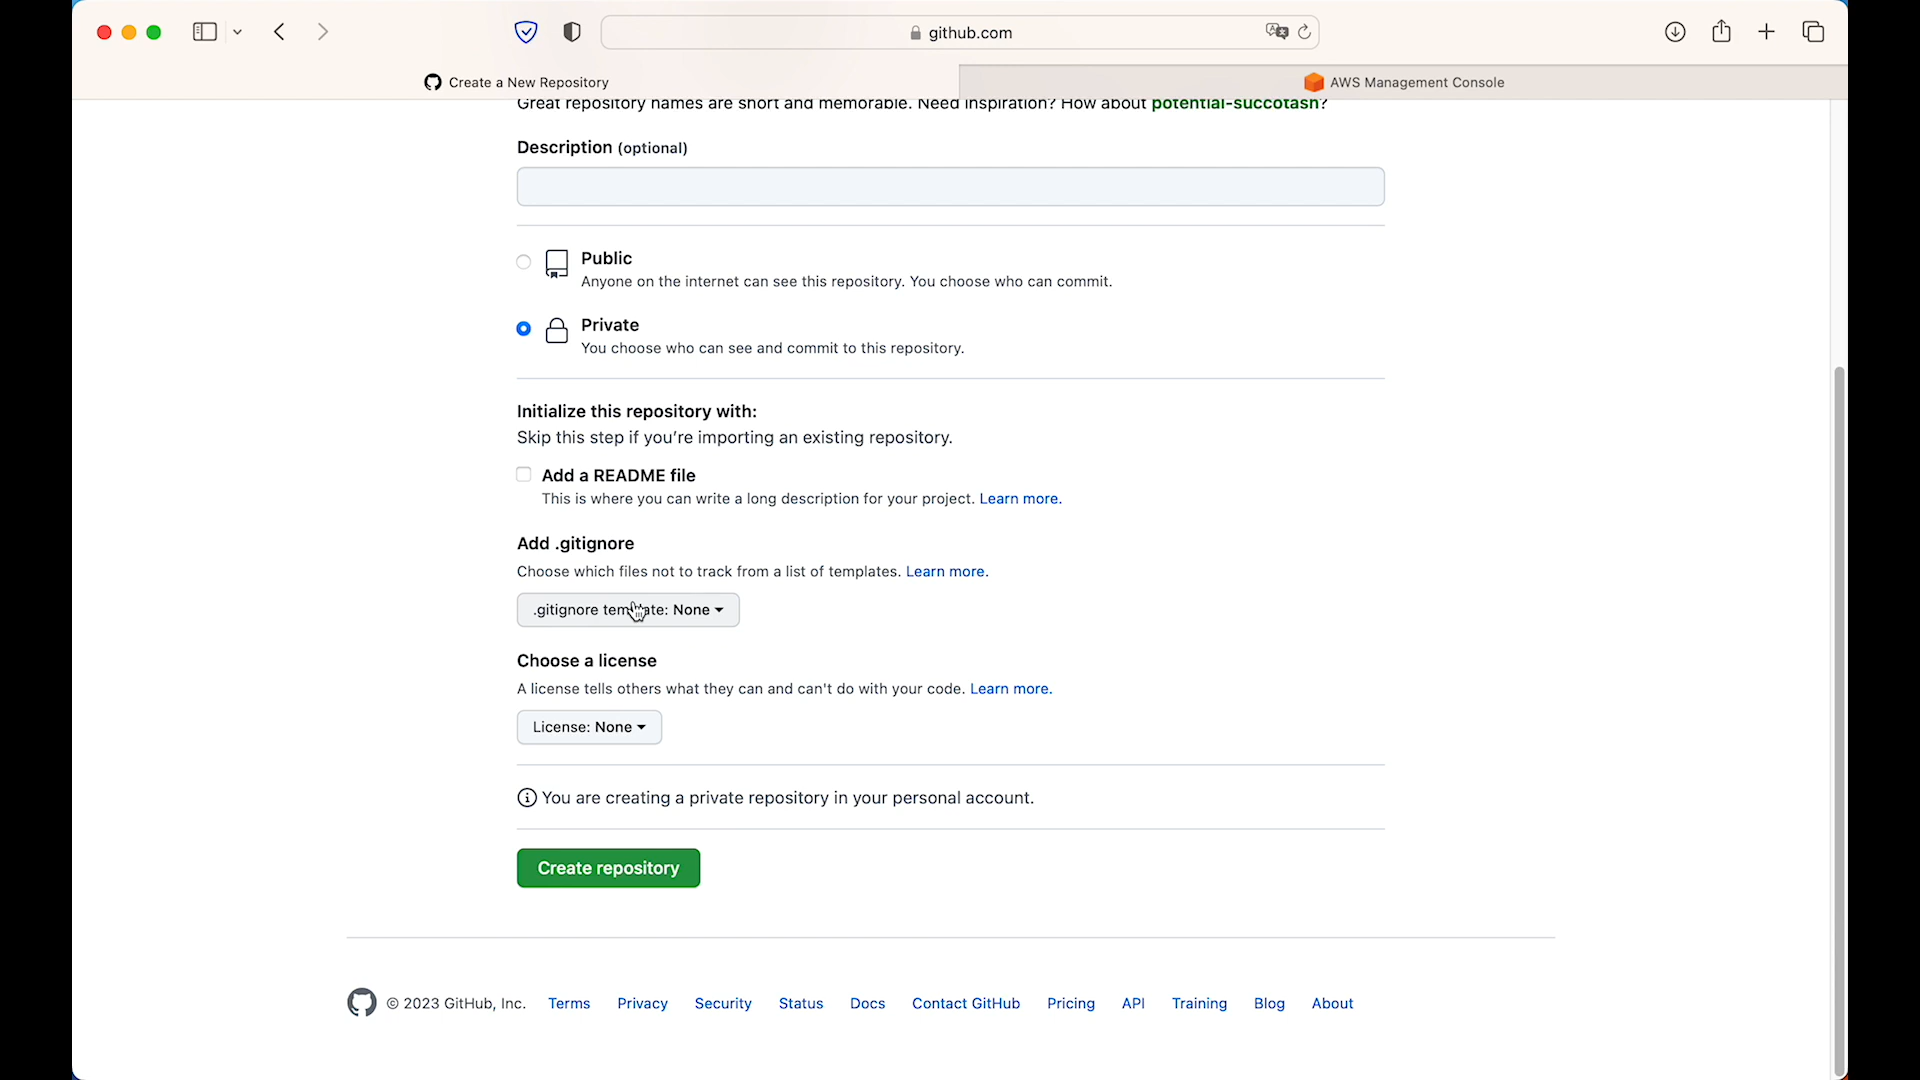 github.com
Create a New Repository
AWS Management Console
Great repository names are short and memorable. Need inspiration? How about potential-succotash?
Description (optional)
Public
Anyone on the internet can see this repository. You choose who can commit.
Private
You choose who can see and commit to this repository.
Initialize this repository with:
Skip this step if you’re importing an existing repository.
Add a README file
This is where you can write a long description for your project. Learn more.
Add .gitignore
Choose which files not to track from a list of templates. Learn more.
.gitignore template: None
Choose a license
A license tells others what they can and can't do with your code. Learn more.
License: None
You are creating a private repository in your personal account.
Create repository
© 2023 GitHub, Inc. Terms Privacy Security Status Docs Contact GitHub Pricing API Training Blog About